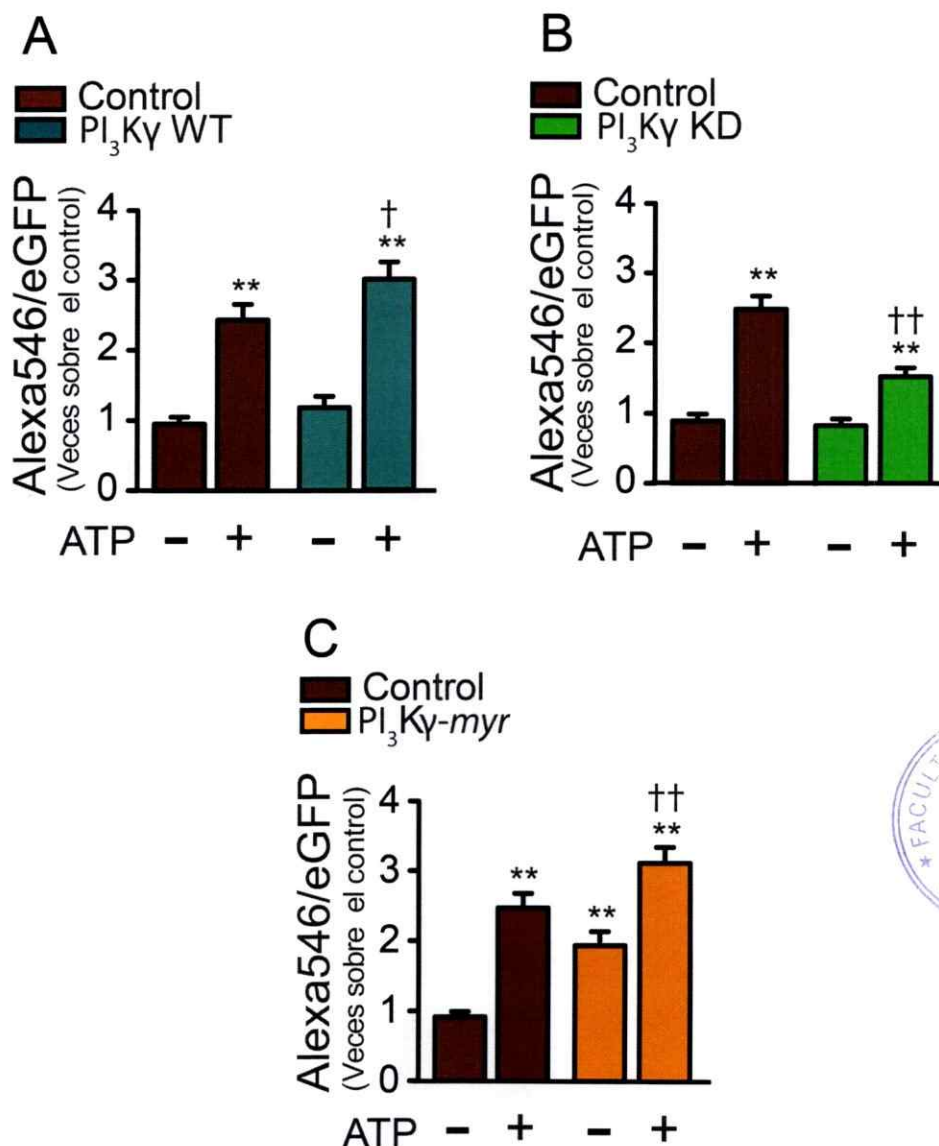 A
Control
PI3Kγ WT
Alexa546/eGFP
(Veces sobre el control)
4
3
2
1
0
**
†
**
ATP − + − +
B
Control
PI3Kγ KD
Alexa546/eGFP
(Veces sobre el control)
4
3
2
1
0
**
††
**
ATP − + − +
C
Control
PI3Kγ-myr
Alexa546/eGFP
(Veces sobre el control)
4
3
2
1
0
**
**
††
**
ATP − + − +